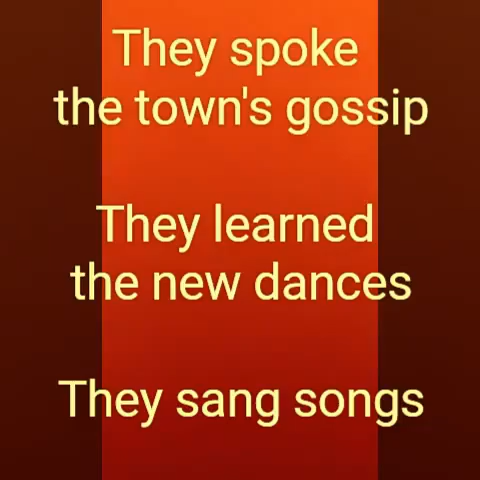 They spoke
the town's gossip
They learned
the new dances
They sang songs